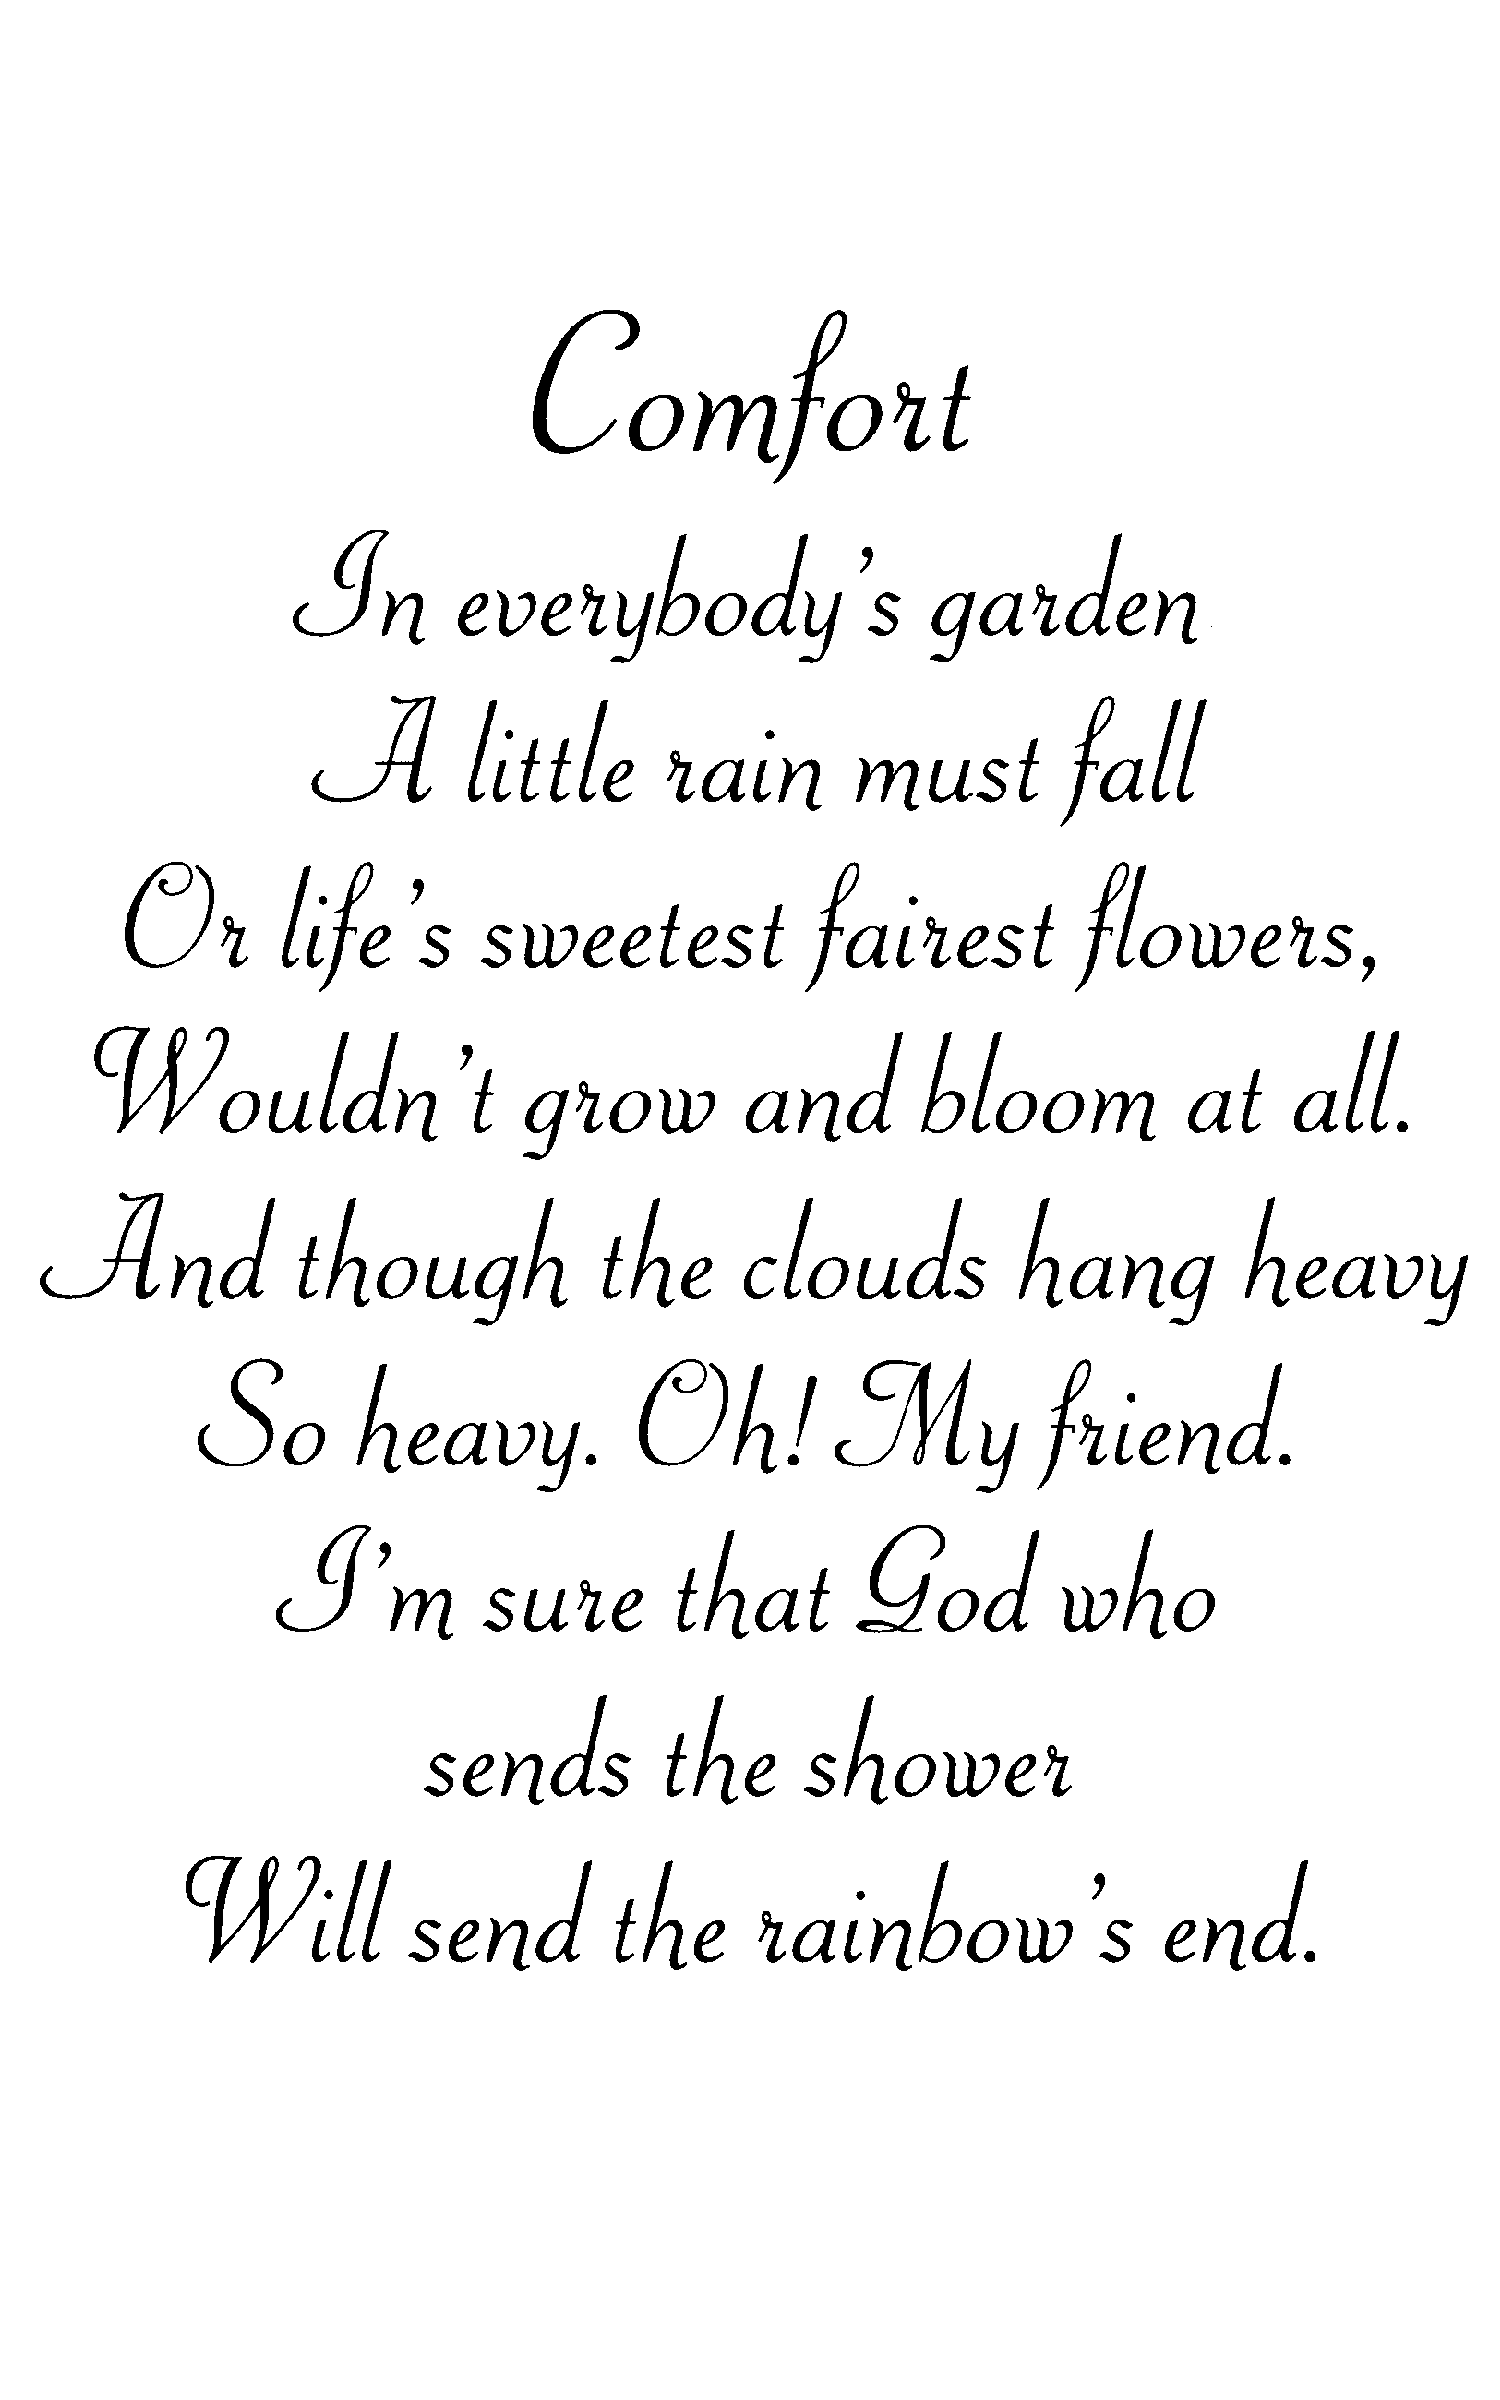 Comfort
In everybody's garden
A little rain must fall
Or life's sweetest fairest flowers,
Wouldn't grow and bloom at all.
And though the clouds hang heavy
So heavy. Oh! My friend.
I'm sure that God who
sends the shower
Will send the rainbow's end.